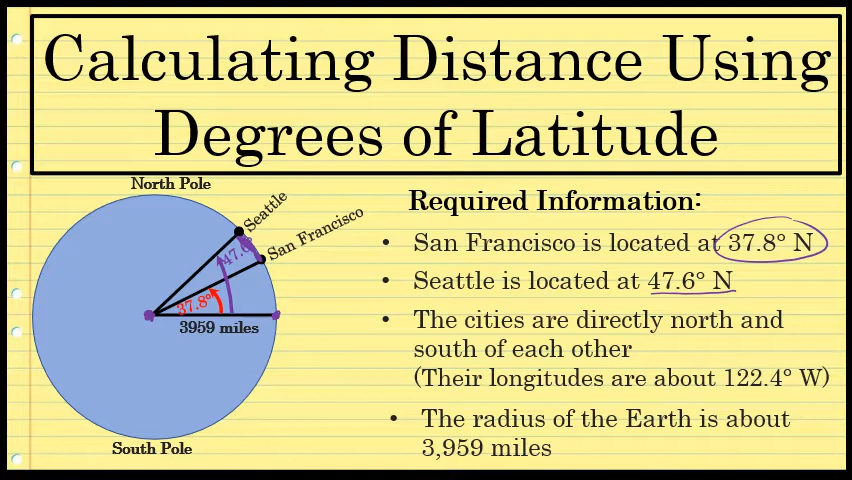 Calculating Distance Using
Degrees of Latitude
North Pole
Seattle
San Francisco
47.6°
37.8°
3959 miles
South Pole
Required Information:
• San Francisco is located at 37.8° N
• Seattle is located at 47.6° N
• The cities are directly north and
south of each other
(Their longitudes are about 122.4° W)
• The radius of the Earth is about
3,959 miles